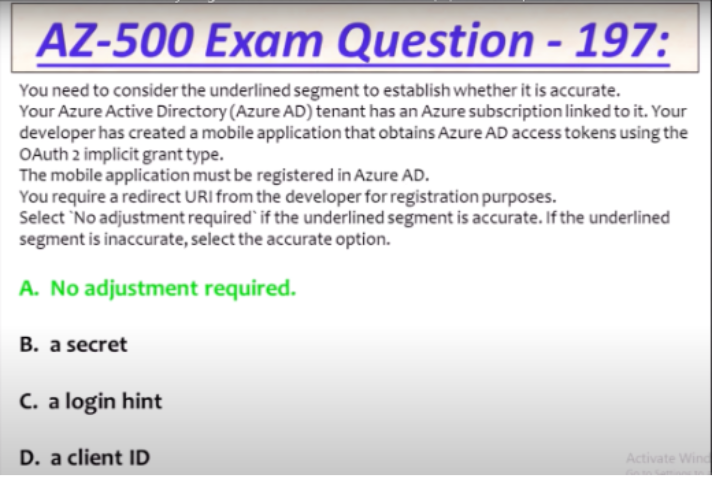 AZ-500 Exam Question - 197:
You need to consider the underlined segment to establish whether it is accurate.
Your Azure Active Directory (Azure AD) tenant has an Azure subscription linked to it. Your
developer has created a mobile application that obtains Azure AD access tokens using the
OAuth 2 implicit grant type.
The mobile application must be registered in Azure AD.
You require a redirect URI from the developer for registration purposes.
Select `No adjustment required` if the underlined segment is accurate. If the underlined
segment is inaccurate, select the accurate option.
A. No adjustment required.
B. a secret
C. a login hint
D. a client ID
Activate Wind